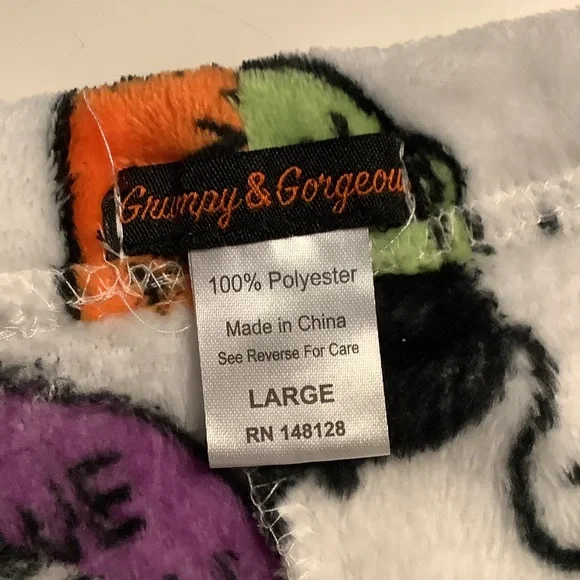 Grumpy & Gorgeou
100% Polyester
Made in China
See Reverse For Care
LARGE
RN 148128